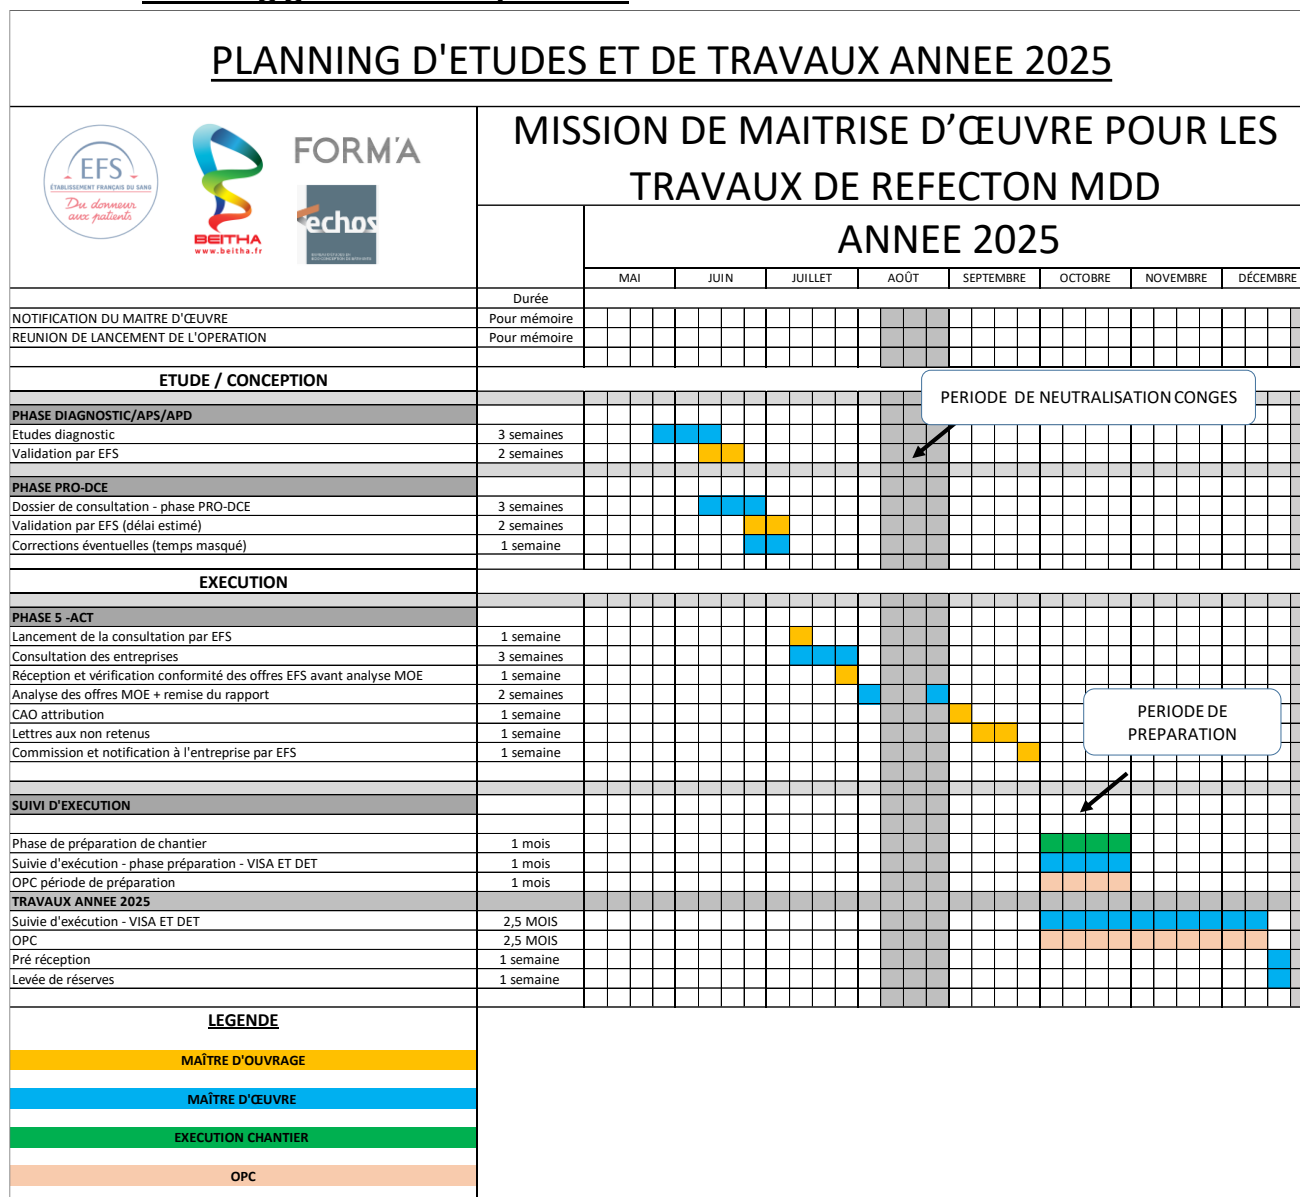 PLANNING D'ETUDES ET DE TRAVAUX ANNEE 2025
EFS
ÉTABLISSEMENT FRANÇAIS DU SANG
Du donneur
aux patients
BEITHA
www.beitha.fr
FORM'A
échos
MISSION DE MAITRISE D'ŒUVRE POUR LES
TRAVAUX DE REFECTON MDD
ANNEE 2025
MAI JUIN JUILLET AOÛT SEPTEMBRE OCTOBRE NOVEMBRE DÉCEMBRE
Durée
NOTIFICATION DU MAITRE D'ŒUVRE Pour mémoire
REUNION DE LANCEMENT DE L'OPERATION Pour mémoire
ETUDE / CONCEPTION
PERIODE DE NEUTRALISATION CONGES
PHASE DIAGNOSTIC/APS/APD
Etudes diagnostic 3 semaines
Validation par EFS 2 semaines
PHASE PRO-DCE
Dossier de consultation - phase PRO-DCE 3 semaines
Validation par EFS (délai estimé) 2 semaines
Corrections éventuelles (temps masqué) 1 semaine
EXECUTION
PHASE 5 -ACT
Lancement de la consultation par EFS 1 semaine
Consultation des entreprises 3 semaines
Réception et vérification conformité des offres EFS avant analyse MOE 1 semaine
Analyse des offres MOE + remise du rapport 2 semaines
CAO attribution 1 semaine
Lettres aux non retenus 1 semaine
Commission et notification à l'entreprise par EFS 1 semaine
PERIODE DE
PREPARATION
SUIVI D'EXECUTION
Phase de préparation de chantier 1 mois
Suivie d'exécution - phase préparation - VISA ET DET 1 mois
OPC période de préparation 1 mois
TRAVAUX ANNEE 2025
Suivie d'exécution - VISA ET DET 2,5 MOIS
OPC 2,5 MOIS
Pré réception 1 semaine
Levée de réserves 1 semaine
LEGENDE
MAÎTRE D'OUVRAGE
MAÎTRE D'ŒUVRE
EXECUTION CHANTIER
OPC